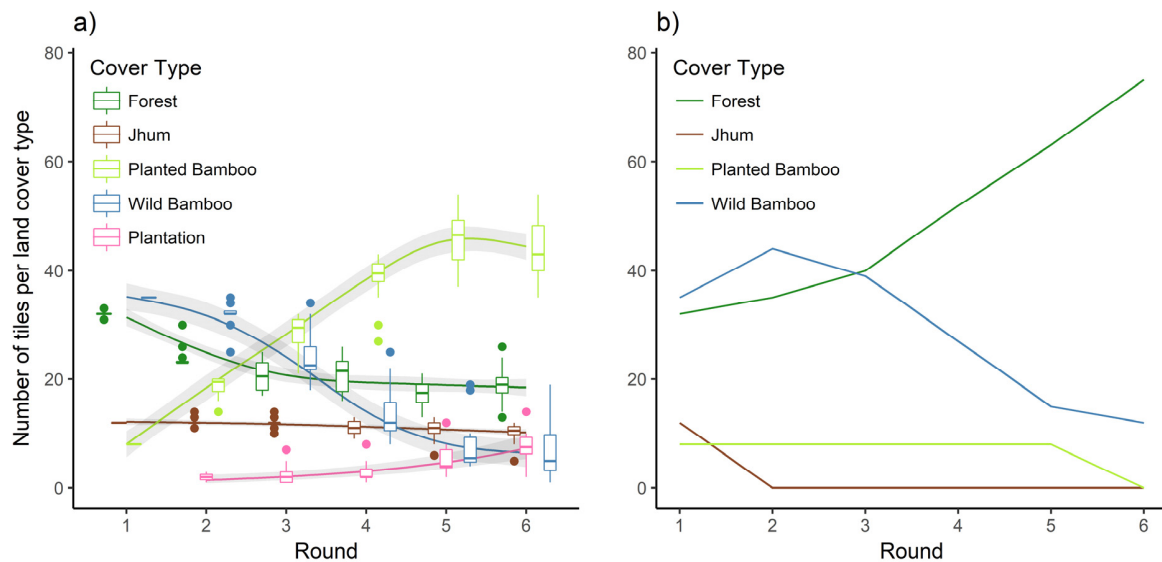 a)
Number of tiles per land cover type
80
60
40
20
0
Cover Type
Forest
Jhum
Planted Bamboo
Wild Bamboo
Plantation
1 2 3 4 5 6
Round
b)
80
60
40
20
0
Cover Type
Forest
Jhum
Planted Bamboo
Wild Bamboo
1 2 3 4 5 6
Round